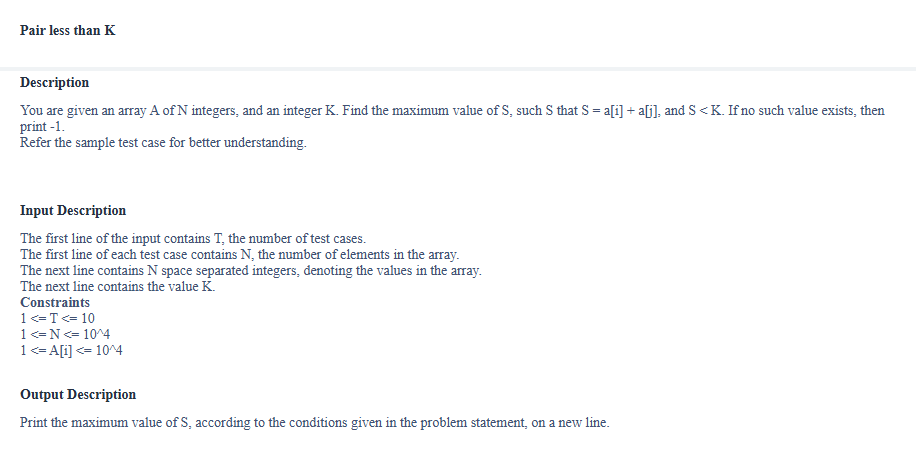 Pair less than K
Description
You are given an array A of N integers, and an integer K. Find the maximum value of S, such S that S = a[i] + a[j], and S < K. If no such value exists, then
print -1.
Refer the sample test case for better understanding.
Input Description
The first line of the input contains T, the number of test cases.
The first line of each test case contains N, the number of elements in the array.
The next line contains N space separated integers, denoting the values in the array.
The next line contains the value K.
Constraints
1 <= T <= 10
1 <= N <= 10^4
1 <= A[i] <= 10^4
Output Description
Print the maximum value of S, according to the conditions given in the problem statement, on a new line.